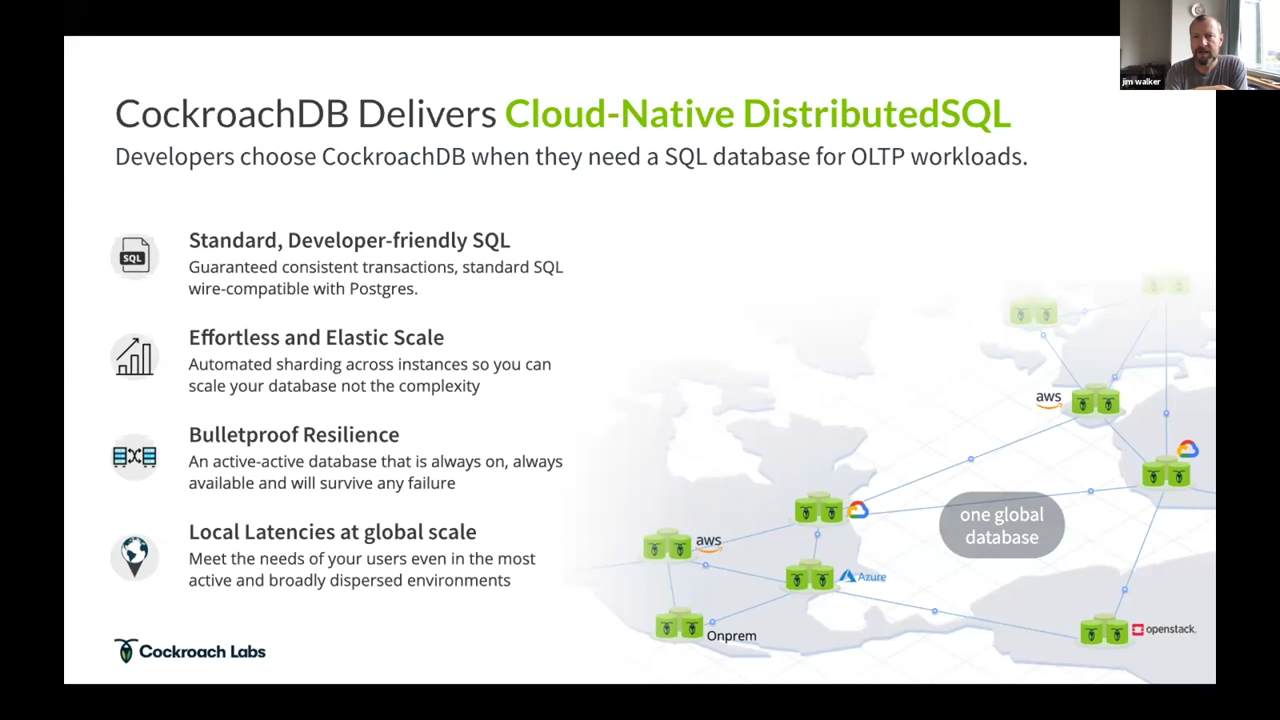 jim walker
CockroachDB Delivers Cloud-Native DistributedSQL
Developers choose CockroachDB when they need a SQL database for OLTP workloads.
SQL
Standard, Developer-friendly SQL
Guaranteed consistent transactions, standard SQL
wire-compatible with Postgres.
Effortless and Elastic Scale
Automated sharding across instances so you can
scale your database not the complexity
Bulletproof Resilience
An active-active database that is always on, always
available and will survive any failure
Local Latencies at global scale
Meet the needs of your users even in the most
active and broadly dispersed environments
Cockroach Labs
aws
one global
database
aws
Azure
Onprem
openstack.